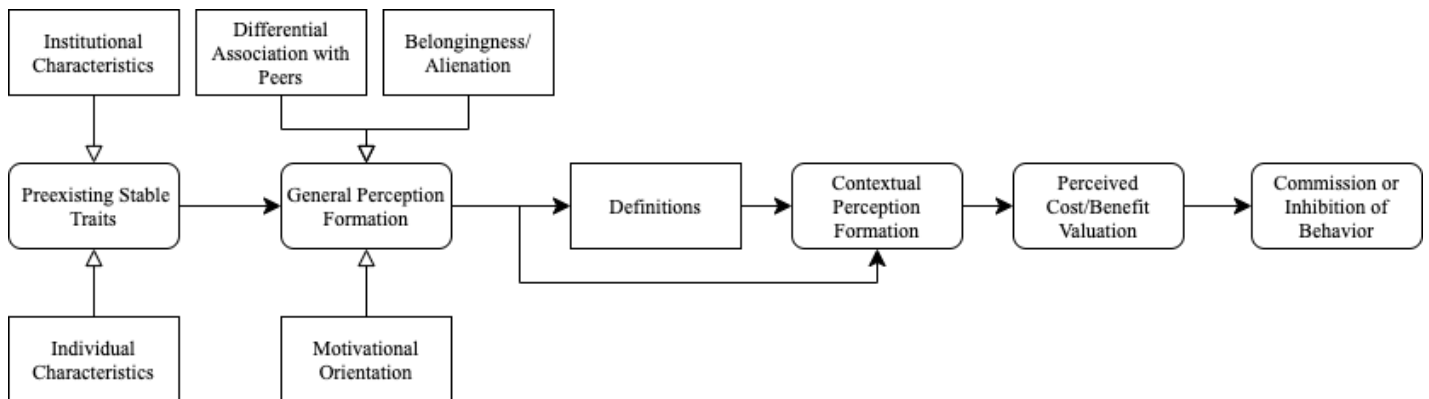 Institutional
Characteristics
Differential
Association with
Peers
Belongingness/
Alienation
Preexisting Stable
Traits
General Perception
Formation
Definitions
Contextual
Perception
Formation
Perceived
Cost/Benefit
Valuation
Commission or
Inhibition of
Behavior
Individual
Characteristics
Motivational
Orientation